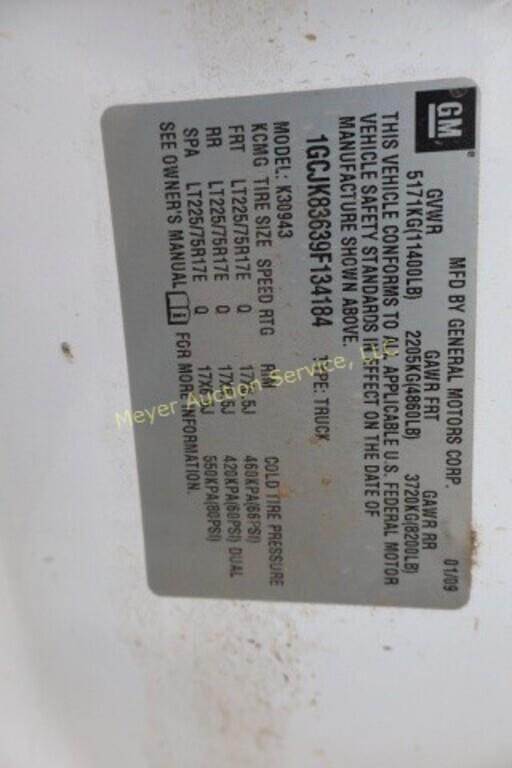 GM
MFD BY GENERAL MOTORS CORP. 01/09
GVWR GAWR FRT GAWR RR
5171KG(11400LB) 2205KG(4860LB) 3720KG(8200LB)
THIS VEHICLE CONFORMS TO ALL APPLICABLE U.S. FEDERAL MOTOR
VEHICLE SAFETY STANDARDS IN EFFECT ON THE DATE OF
MANUFACTURE SHOWN ABOVE.
1GCJK83639F134184 TYPE: TRUCK
MODEL: K30943
KCMG TIRE SIZE SPEED RTG RIM COLD TIRE PRESSURE
FRT LT225/75R17E Q 17X6.5J 460KPA(66PSI)
RR LT225/75R17E Q 17X6.5J 420KPA(60PSI) DUAL
SPA LT225/75R17E Q 17X6.5J 550KPA(80PSI)
SEE OWNER'S MANUAL FOR MORE INFORMATION.
Meyer Auction Service, LLC